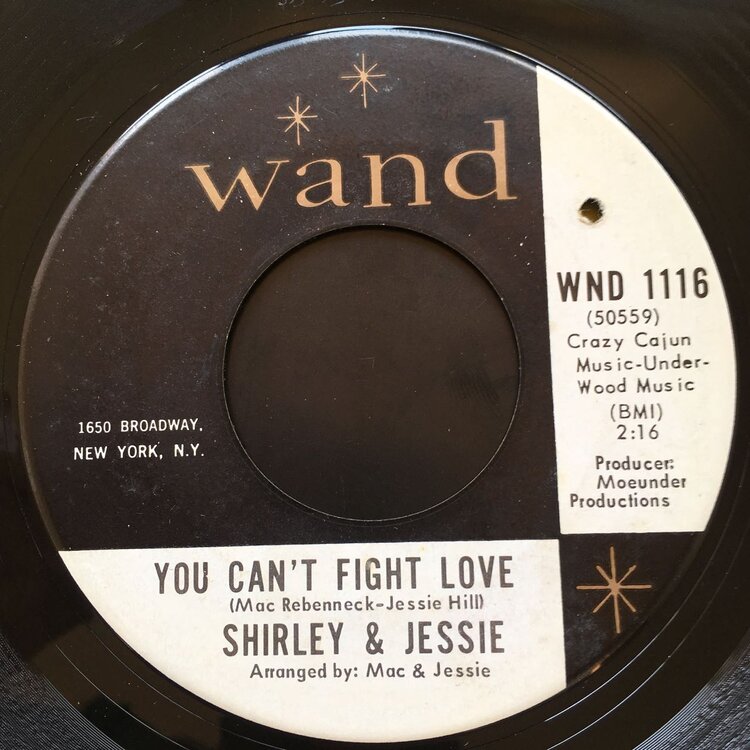 wand
WND 1116
(50559)
Crazy Cajun
Music-Under-
Wood Music
(BMI)
2:16
Producer:
Moeunder
Productions
1650 BROADWAY,
NEW YORK, N.Y.
YOU CAN'T FIGHT LOVE
(Mac Rebenneck-Jessie Hill)
SHIRLEY & JESSIE
Arranged by: Mac & Jessie